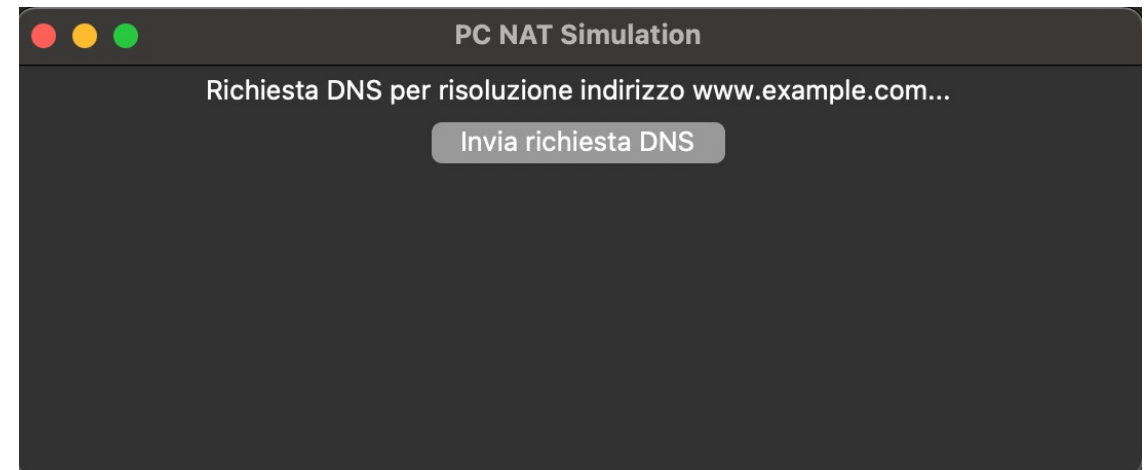 PC NAT Simulation
Richiesta DNS per risoluzione indirizzo www.example.com...
Invia richiesta DNS